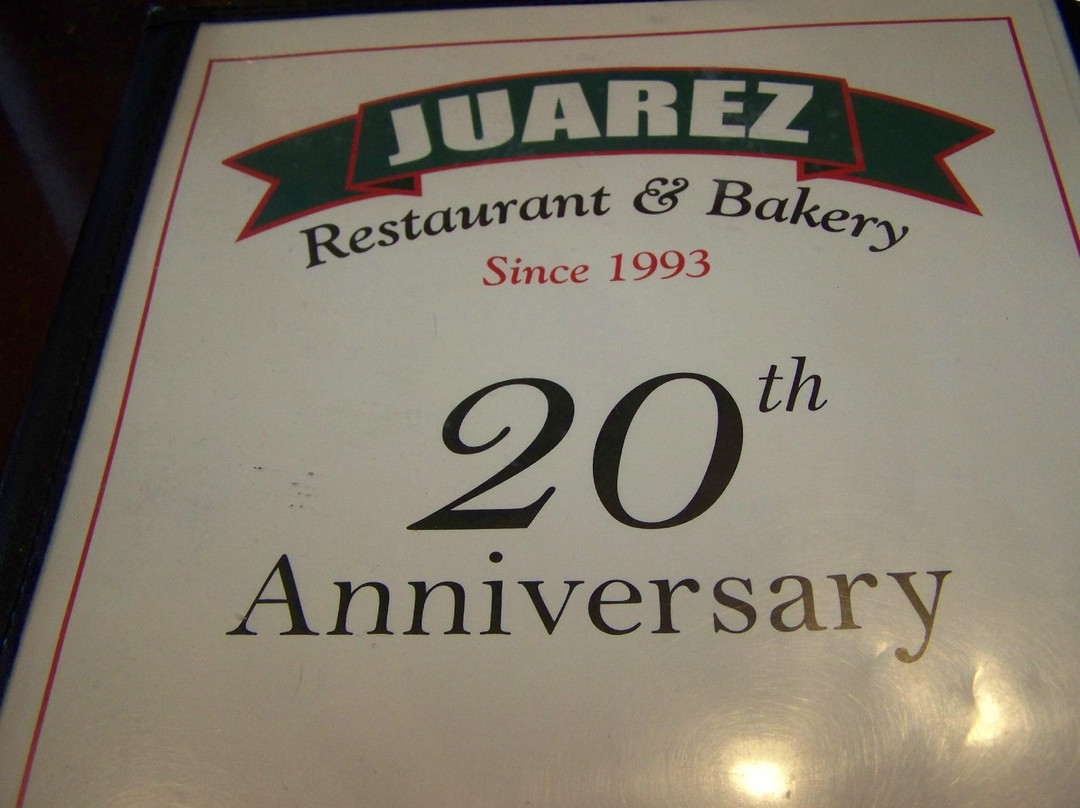 JUAREZ
Restaurant & Bakery
Since 1993
20th
Anniversary